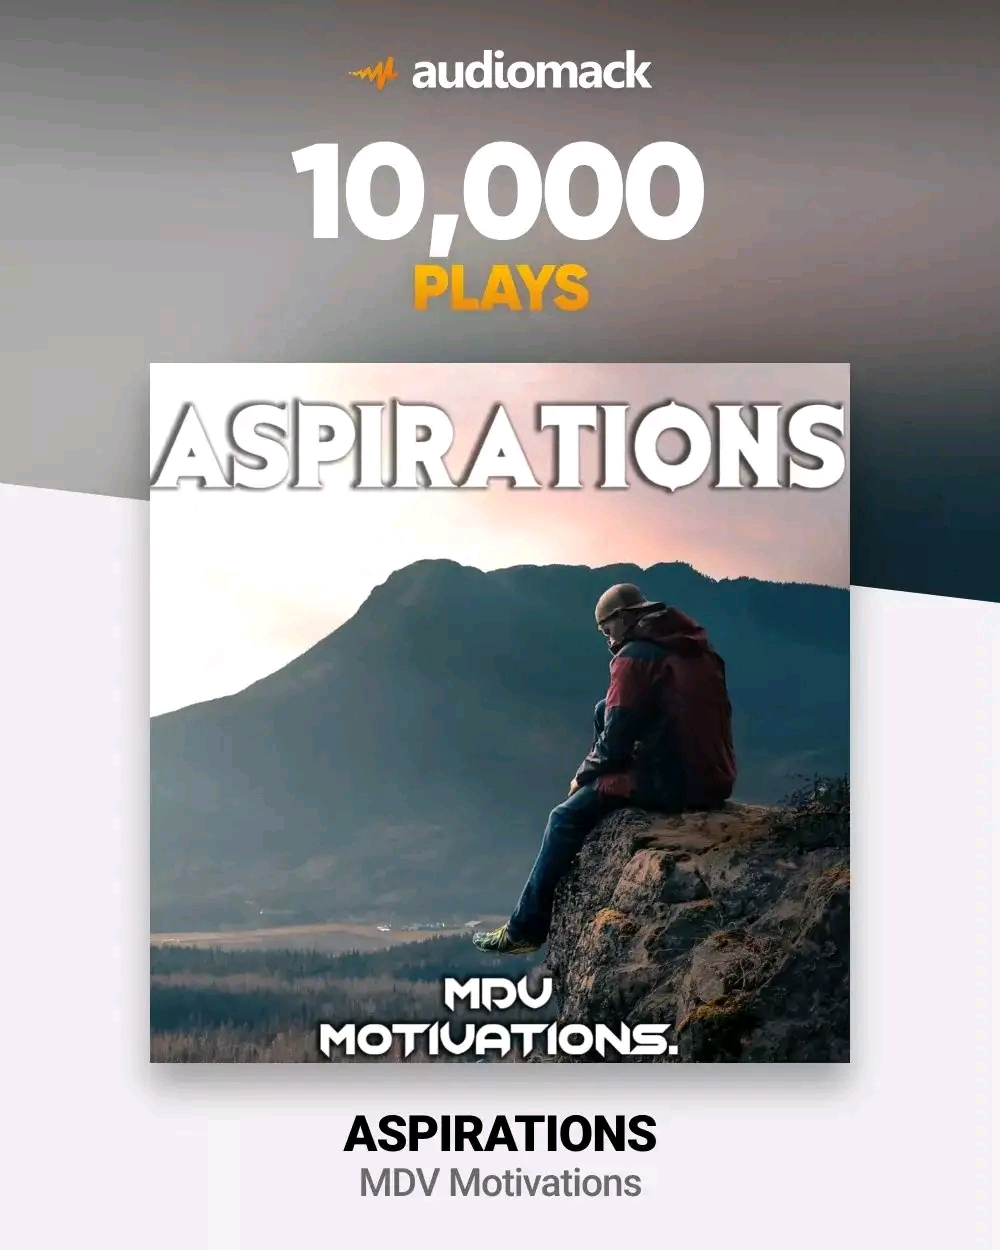 audiomack
10,000
PLAYS
ASPIRATIONS
MDV
MOTIVATIONS.
ASPIRATIONS
MDV Motivations